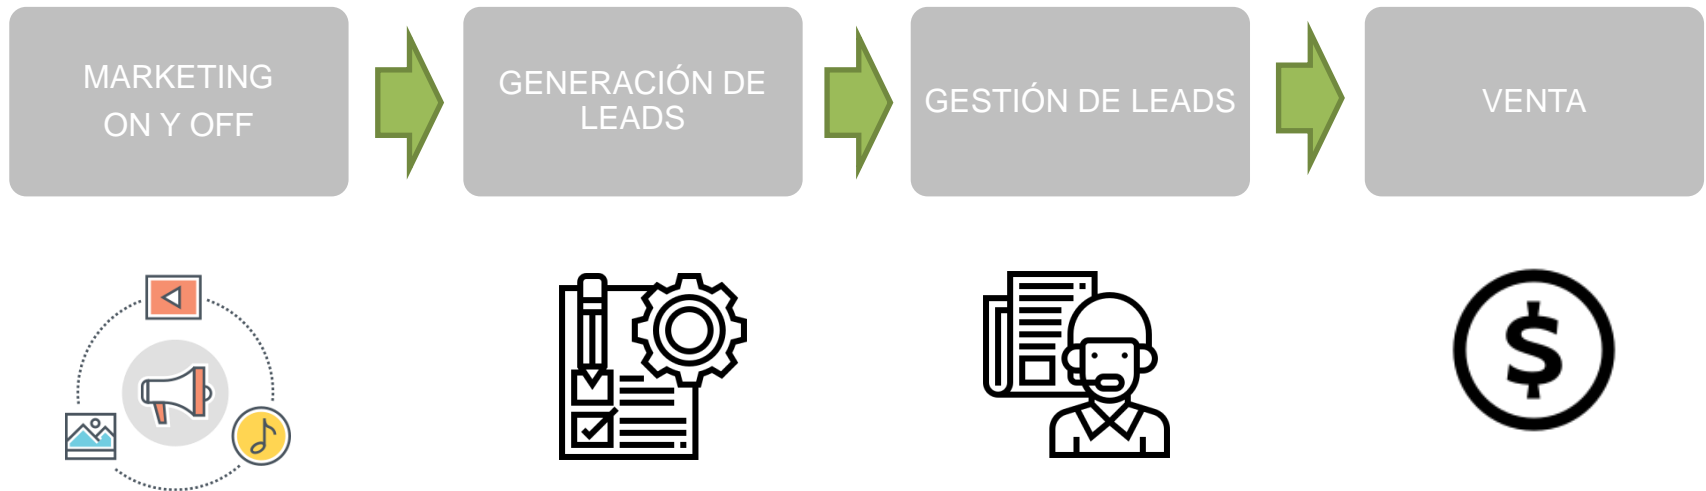 MARKETING
ON Y OFF
GENERACIÓN DE
LEADS
GESTIÓN DE LEADS
VENTA
$